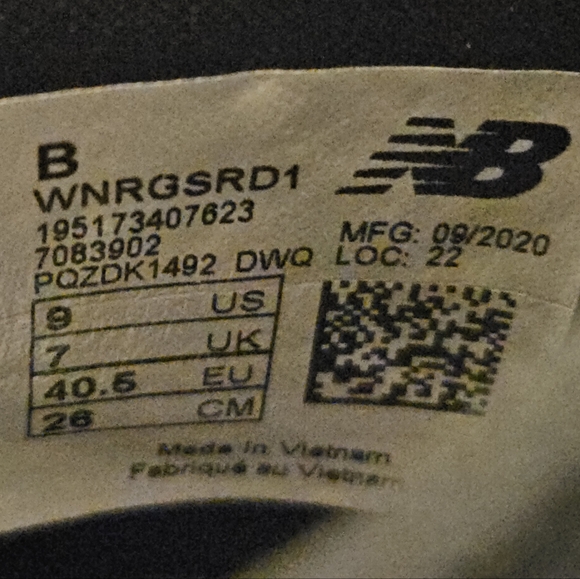 B
NB
WNRGSRD1
195173407623
7083902
PQZDK1492 DWQ
MFG: 09/2020
LOC: 22
9 US
7 UK
40.5 EU
26 CM
Made in Vietnam
Fabriqué au Vietnam